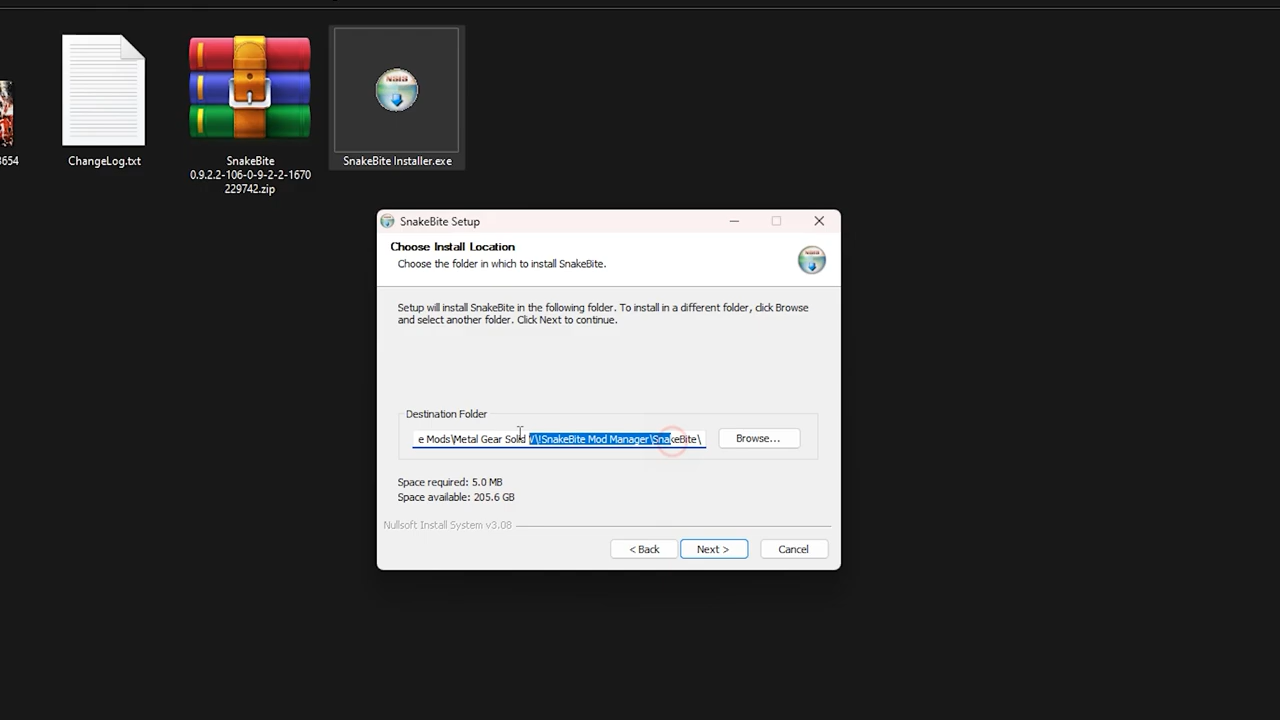 3654
ChangeLog.txt
SnakeBite
0.9.2.2-106-0-9-2-2-1670
229742.zip
SnakeBite Installer.exe
SnakeBite Setup
Choose Install Location
Choose the folder in which to install SnakeBite.
Setup will install SnakeBite in the following folder. To install in a different folder, click Browse
and select another folder. Click Next to continue.
Destination Folder
e Mods\Metal Gear Solid V\!SnakeBite Mod Manager\SnakeBite\
Browse...
Space required: 5.0 MB
Space available: 205.6 GB
Nullsoft Install System v3.08
< Back
Next >
Cancel